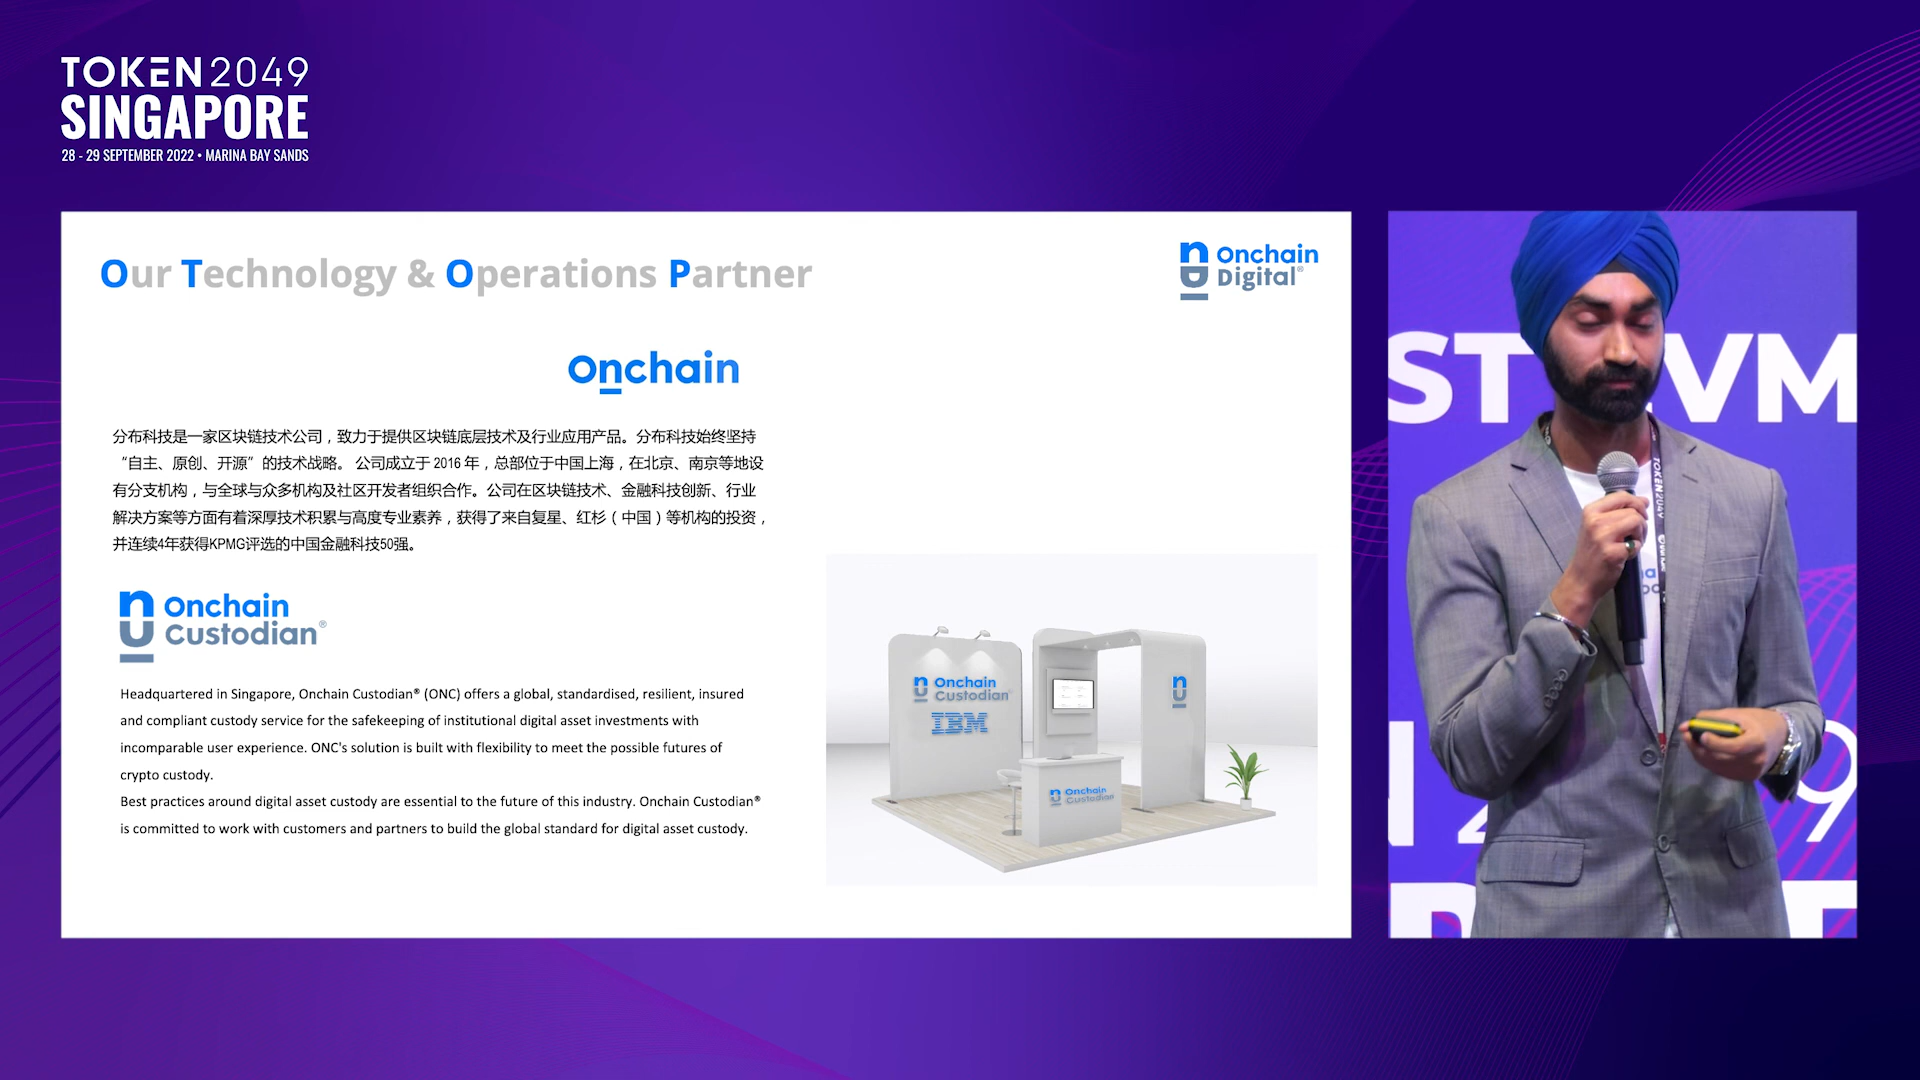 TOKEN2049
SINGAPORE
28 - 29 SEPTEMBER 2022 • MARINA BAY SANDS
Our Technology & Operations Partner
Onchain
Digital®
Onchain
分布科技是一家区块链技术公司，致力于提供区块链底层技术及行业应用产品。分布科技始终坚持
“自主、原创、开源”的技术战略。 公司成立于 2016 年，总部位于中国上海，在北京、南京等地设
有分支机构，与全球与众多机构及社区开发者组织合作。公司在区块链技术、金融科技创新、行业
解决方案等方面有着深厚技术积累与高度专业素养，获得了来自复星、红杉（中国）等机构的投资，
并连续4年获得KPMG评选的中国金融科技50强。
Onchain
Custodian®
Headquartered in Singapore, Onchain Custodian® (ONC) offers a global, standardised, resilient, insured
and compliant custody service for the safekeeping of institutional digital asset investments with
incomparable user experience. ONC's solution is built with flexibility to meet the possible futures of
crypto custody.
Best practices around digital asset custody are essential to the future of this industry. Onchain Custodian®
is committed to work with customers and partners to build the global standard for digital asset custody.
Onchain
Custodian
IBM
Onchain
Custodian
ST
VM
TOKEN2049
9